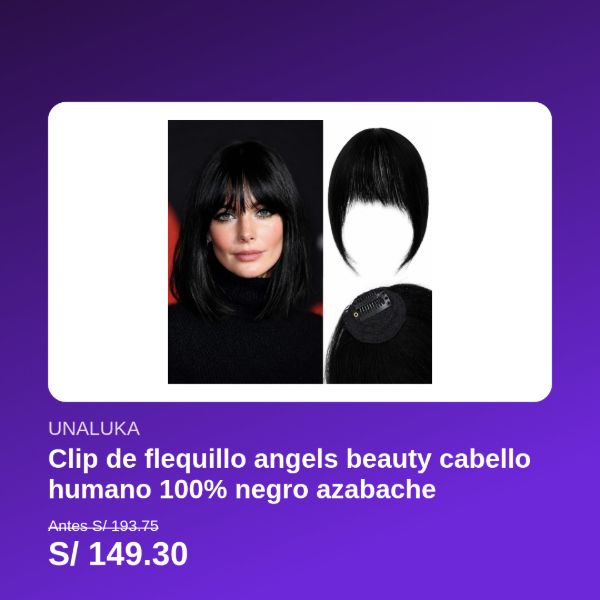 UNALUKA
Clip de flequillo angels beauty cabello
humano 100% negro azabache
Antes S/ 193.75
S/ 149.30